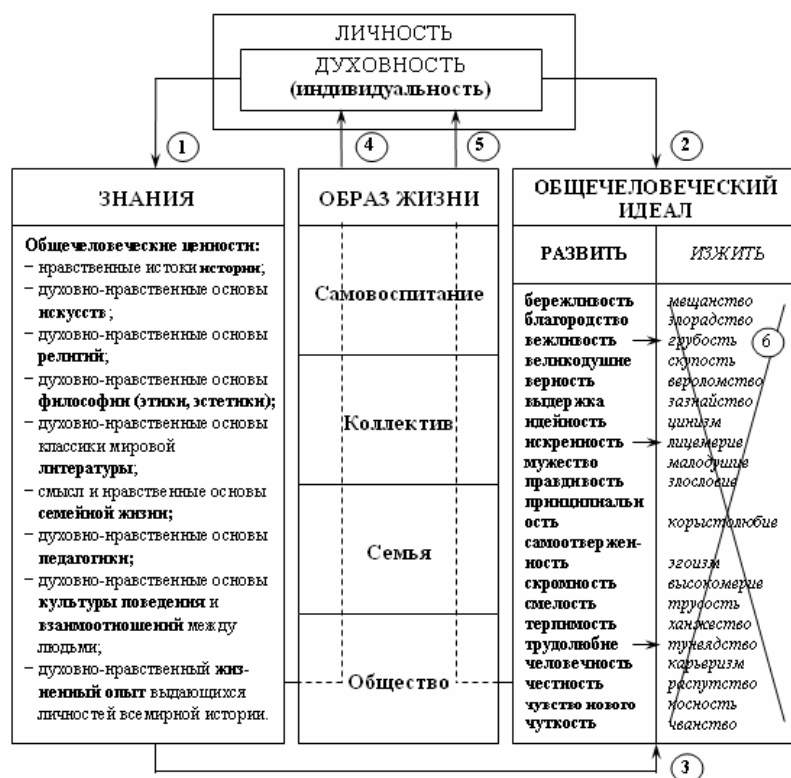 ЛИЧНОСТЬ
ДУХОВНОСТЬ
(индивидуальность)
1
4
5
2
ЗНАНИЯ
Общечеловеческие ценности:
– нравственные истоки истории;
– духовно-нравственные основы
искусств;
– духовно-нравственные основы
религий;
– духовно-нравственные основы
философии (этики, эстетики);
– духовно-нравственные основы
классики мировой
литературы;
– смысл и нравственные основы
семейной жизни;
– духовно-нравственные основы
педагогики;
– духовно-нравственные основы
культуры поведения и
взаимоотношений между
людьми;
– духовно-нравственный жиз-
ненный опыт выдающихся
личностей всемирной истории.
ОБРАЗ ЖИЗНИ
Самовоспитание
Коллектив
Семья
Общество
ОБЩЕЧЕЛОВЕЧЕСКИЙ
ИДЕАЛ
РАЗВИТЬ
бережливость
благородство
вежливость
великодушие
верность
выдержка
идейность
искренность
мужество
правдивость
принципиальн
ость
самоотвержен-
ность
скромность
смелость
терпимость
трудолюбие
человечность
честность
чувство нового
чуткость
ИЗЖИТЬ
мещанство
злорадство
грубость
скупость
вероломство
зазнайство
цинизм
лицемерие
малодушие
злословие
корыстолюбие
эгоизм
высокомерие
трусость
ханжество
тунеядство
карьеризм
распутство
косность
чванство
6
3